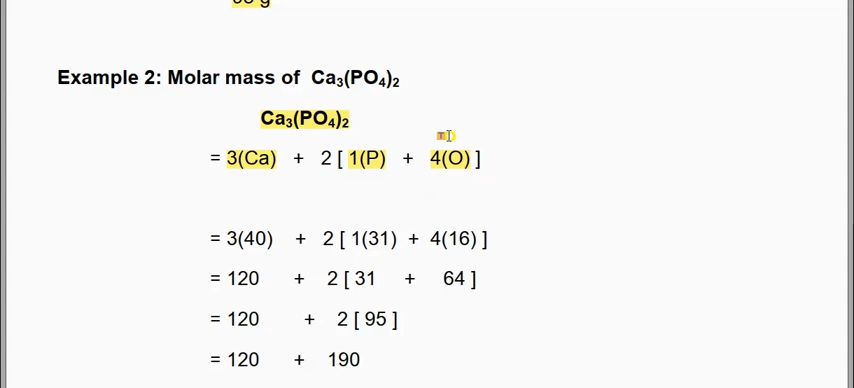 Example 2: Molar mass of Ca₃(PO₄)₂
Ca₃(PO₄)₂
= 3(Ca) + 2 [ 1(P) + 4(O) ]
= 3(40) + 2 [ 1(31) + 4(16) ]
= 120 + 2 [ 31 + 64 ]
= 120 + 2 [ 95 ]
= 120 + 190